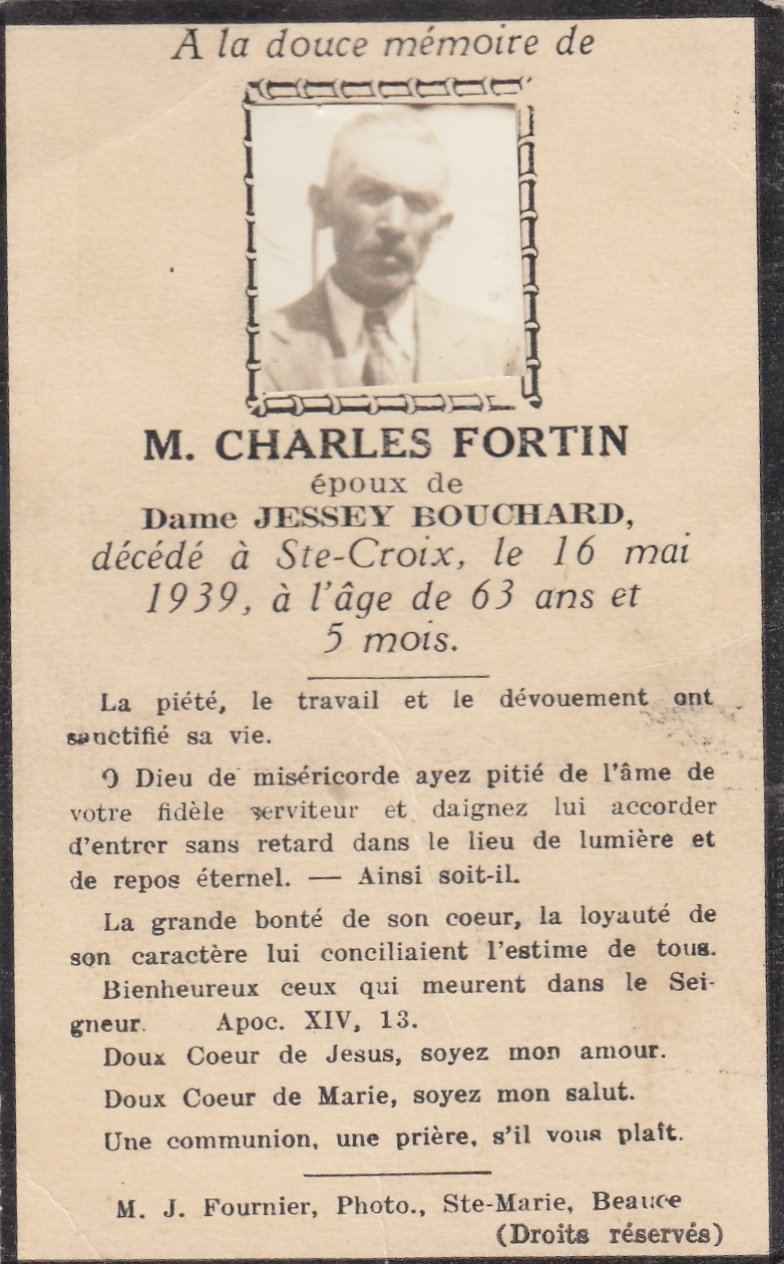 A la douce mémoire de
M. CHARLES FORTIN
époux de
Dame JESSEY BOUCHARD,
décédé à Ste-Croix, le 16 mai
1939, à l'âge de 63 ans et
5 mois.
La piété, le travail et le dévouement ont
sanctifié sa vie.
O Dieu de miséricorde ayez pitié de l'âme de
votre fidèle serviteur et daignez lui accorder
d'entrer sans retard dans le lieu de lumière et
de repos éternel. — Ainsi soit-il.
La grande bonté de son coeur, la loyauté de
son caractère lui conciliaient l'estime de tous.
Bienheureux ceux qui meurent dans le Sei-
gneur. Apoc. XIV, 13.
Doux Coeur de Jesus, soyez mon amour.
Doux Coeur de Marie, soyez mon salut.
Une communion, une prière, s'il vous plaît.
M. J. Fournier, Photo., Ste-Marie, Beauce
(Droits réservés)